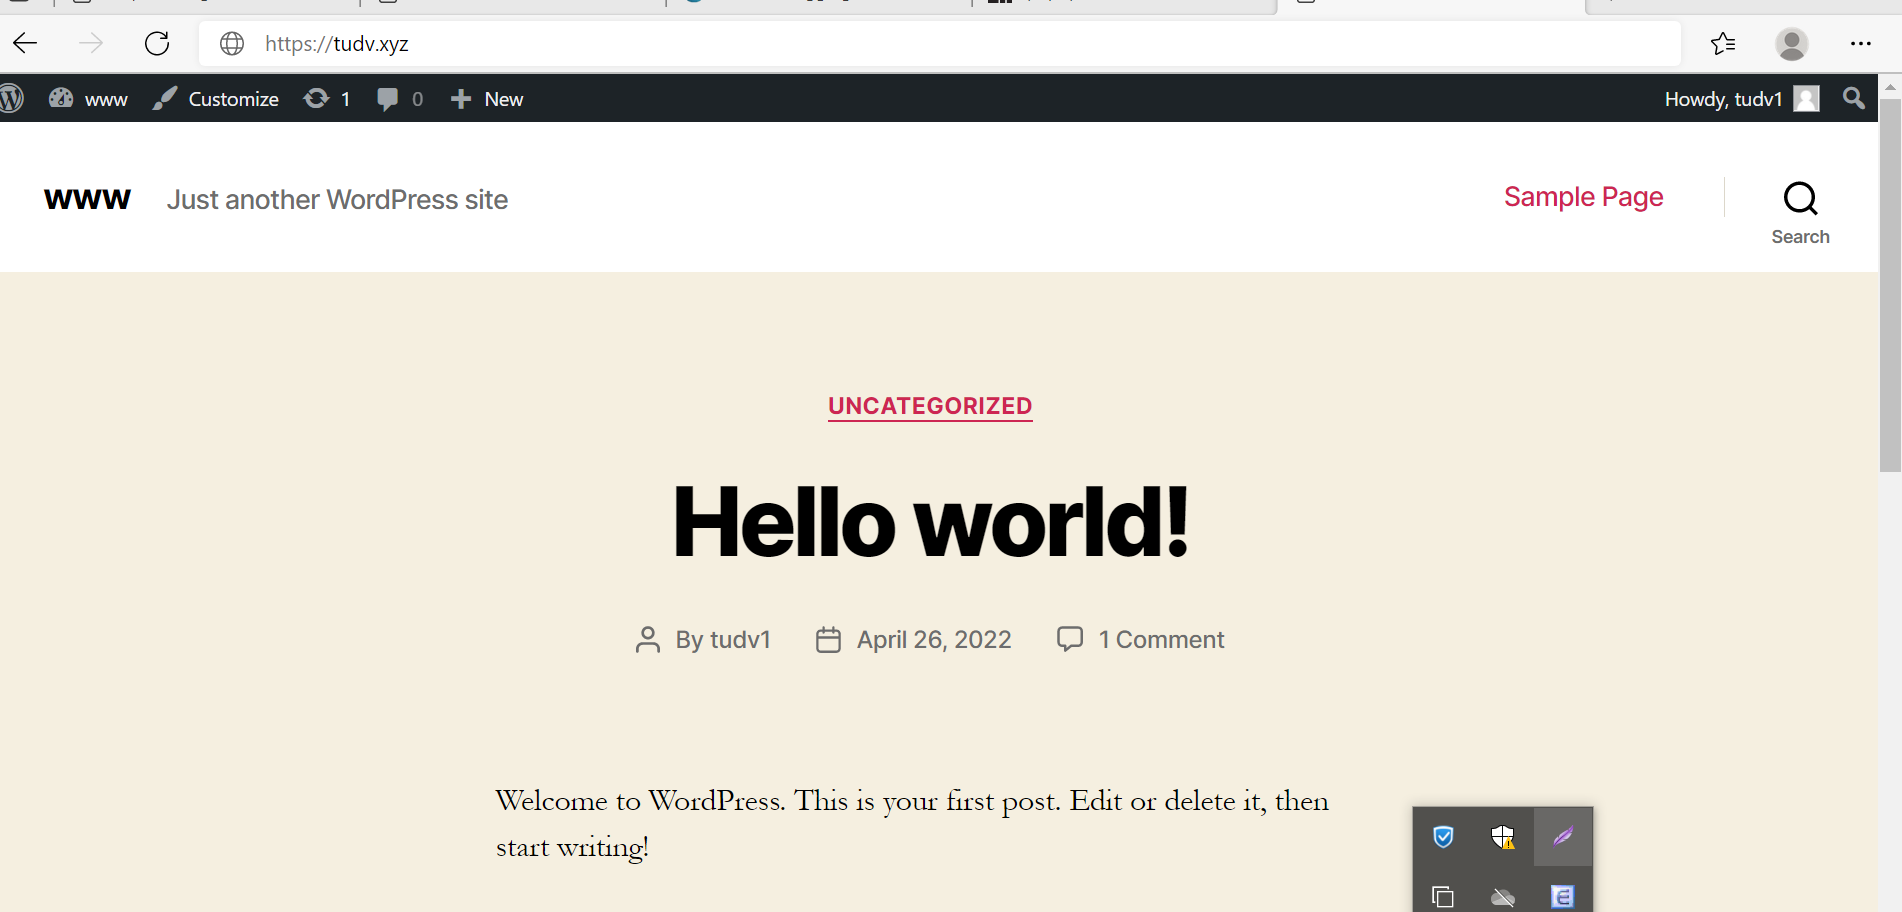 https://tudv.xyz
www Customize 1 0 New Howdy, tudv1
www Just another WordPress site Sample Page
Search
UNCATEGORIZED
Hello world!
By tudv1 April 26, 2022 1 Comment
Welcome to WordPress. This is your first post. Edit or delete it, then
start writing!